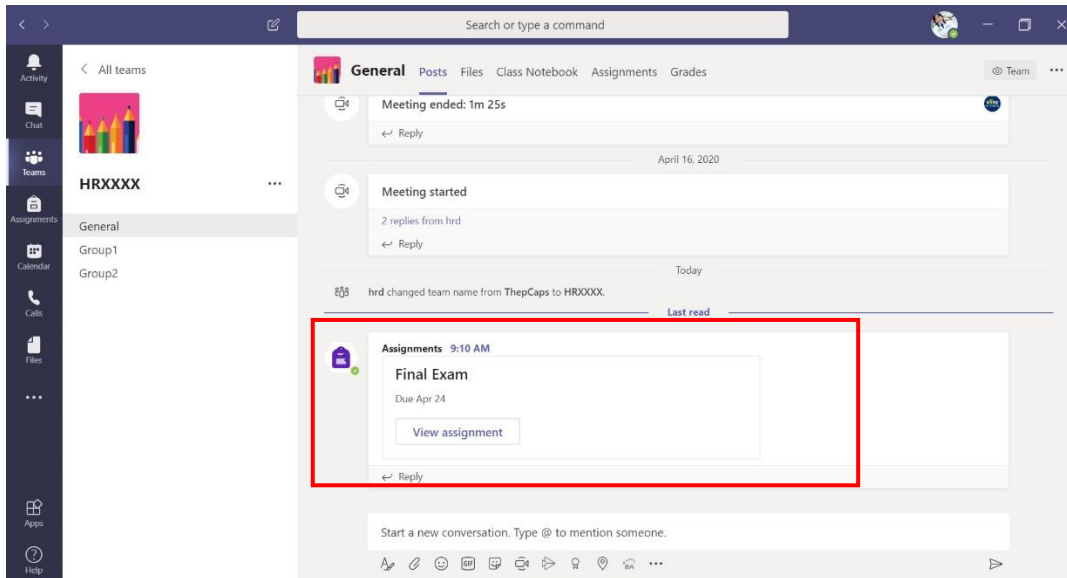 Search or type a command
Activity
Chat
Teams
Assignments
Calendar
Calls
Files
Apps
Help
All teams
HRXXXX
General
Group1
Group2
General Posts Files Class Notebook Assignments Grades
Team
Meeting ended: 1m 25s
Reply
April 16, 2020
Meeting started
2 replies from hrd
Reply
Today
hrd changed team name from ThepCaps to HRXXXX.
Last read
Assignments 9:10 AM
Final Exam
Due Apr 24
View assignment
Reply
Start a new conversation. Type @ to mention someone.
GIF